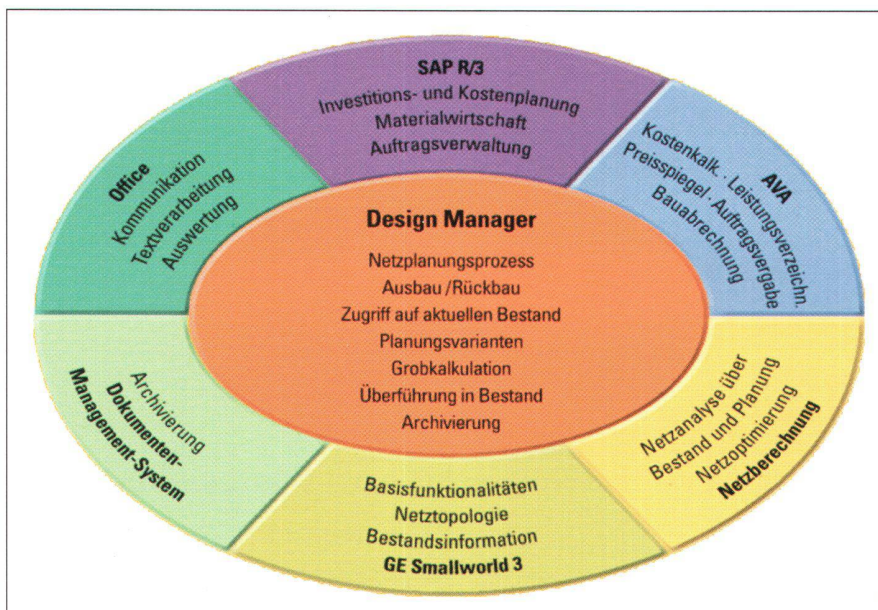 SAP R/3
Investitions- und Kostenplanung
Materialwirtschaft
Auftragsverwaltung
Office
Kommunikation
Textverarbeitung
Auswertung
AVA
Kostenkalk. · Leistungsverzeichn.
Preisspiegel · Auftragsvergabe
Bauabrechnung
Design Manager
Netzplanungsprozess
Ausbau/Rückbau
Zugriff auf aktuellen Bestand
Planungsvarianten
Grobkalkulation
Überführung in Bestand
Archivierung
Archivierung
Dokumenten-
Management-System
Basisfunktionalitäten
Netztopologie
Bestandsinformation
GE Smallworld 3
Netzanalyse über
Bestand und Planung
Netzoptimierung
Netzberechnung